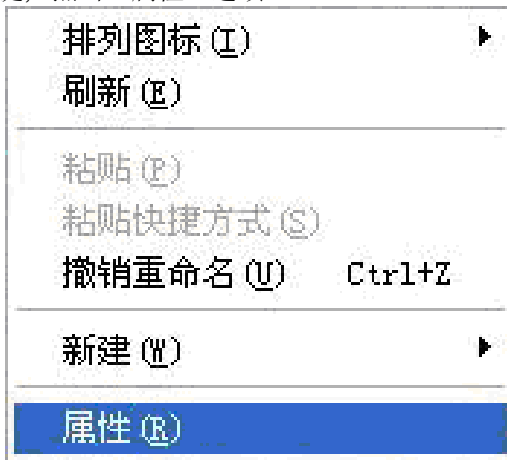 排列图标(I)
刷新(E)
粘贴(P)
粘贴快捷方式(S)
撤销重命名(U) Ctrl+Z
新建(W)
属性(R)